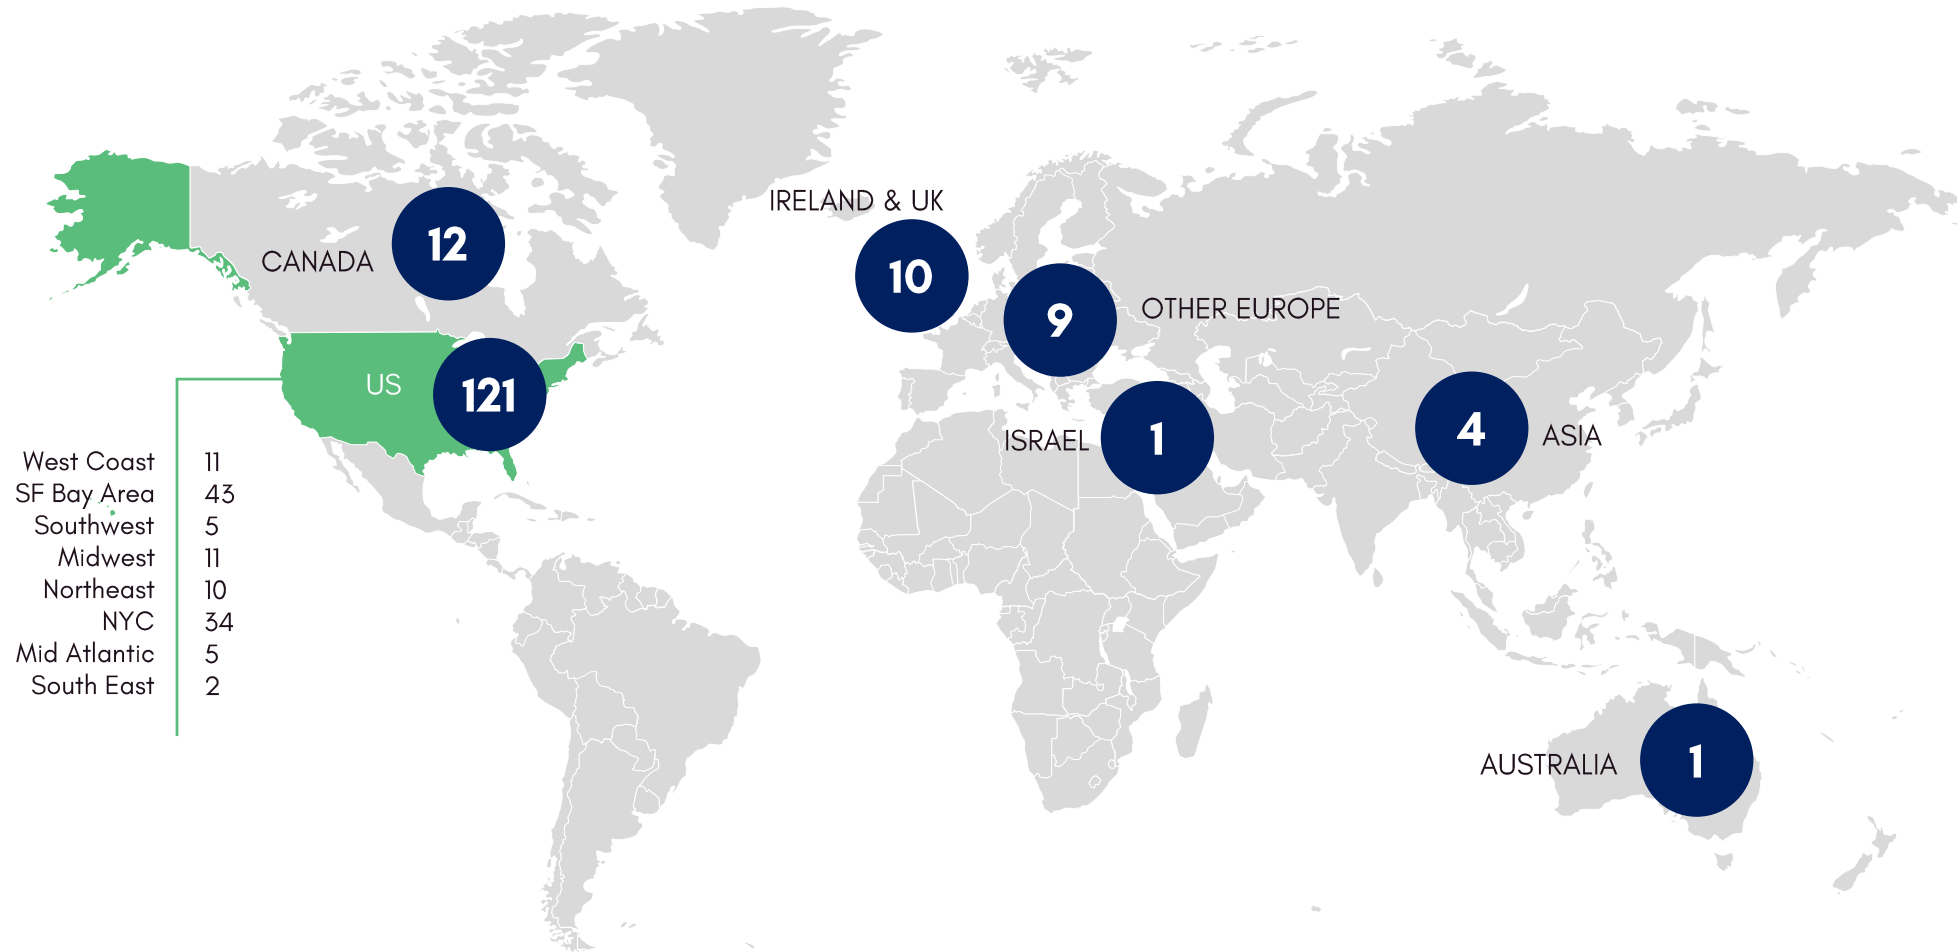 IRELAND & UK
10
CANADA
12
9
OTHER EUROPE
US
121
ISRAEL
1
4
ASIA
West Coast 11
SF Bay Area 43
Southwest 5
Midwest 11
Northeast 10
NYC 34
Mid Atlantic 5
South East 2
AUSTRALIA
1